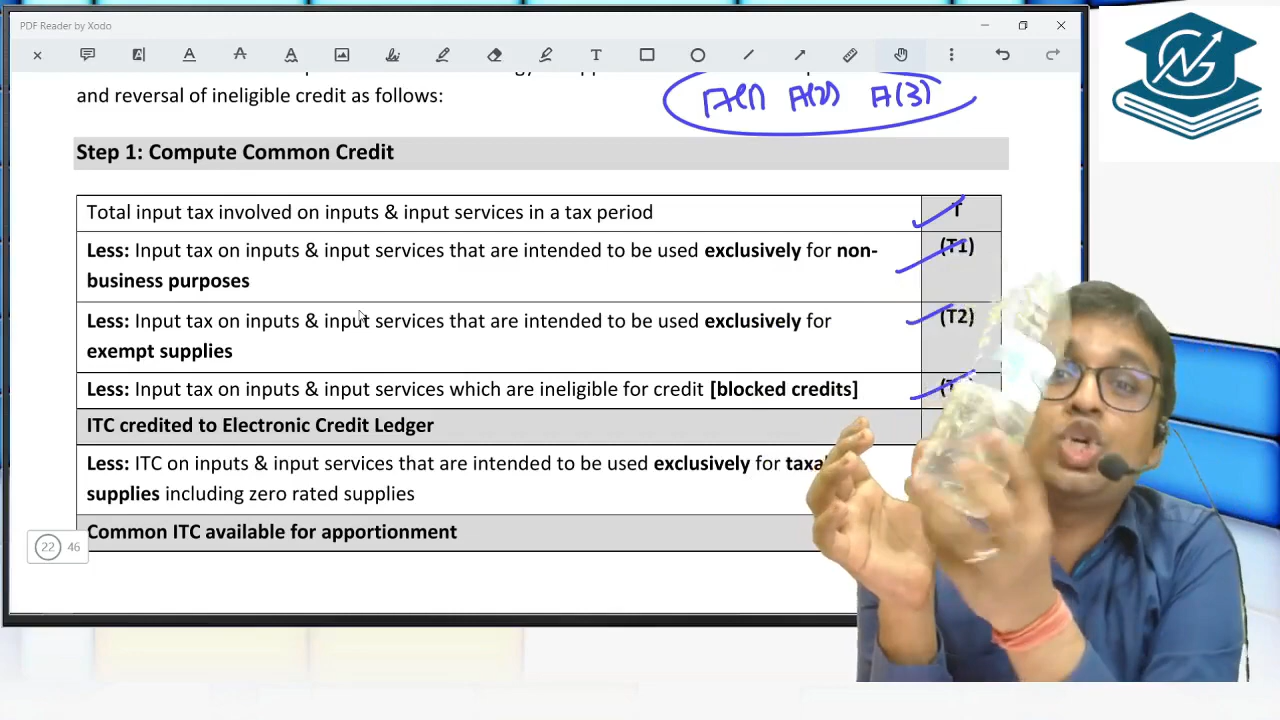 PDF Reader by Xodo
and reversal of ineligible credit as follows:
A(1) A(2) A(3)
Step 1: Compute Common Credit
Total input tax involved on inputs & input services in a tax period T
Less: Input tax on inputs & input services that are intended to be used exclusively for non- (T1)
business purposes
Less: Input tax on inputs & input services that are intended to be used exclusively for (T2)
exempt supplies
Less: Input tax on inputs & input services which are ineligible for credit [blocked credits]
ITC credited to Electronic Credit Ledger
Less: ITC on inputs & input services that are intended to be used exclusively for
supplies including zero rated supplies
Common ITC available for apportionment
22 46